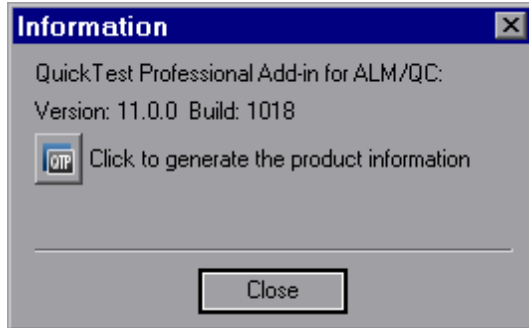 Information
QuickTest Professional Add-in for ALM/QC:
Version: 11.0.0 Build: 1018
QTP Click to generate the product information
Close